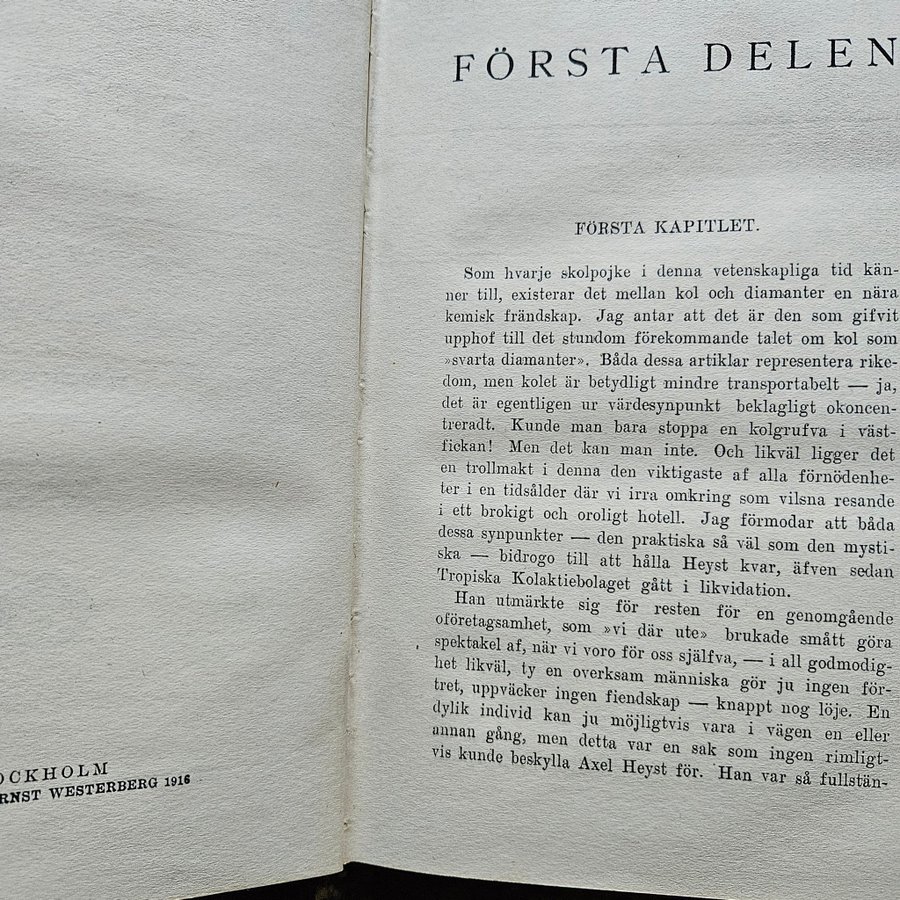 OCKHOLM
RNST WESTERBERG 1916
FÖRSTA DELEN
FÖRSTA KAPITLET.
Som hvarje skolpojke i denna vetenskapliga tid kän-
ner till, existerar det mellan kol och diamanter en nära
kemisk frändskap. Jag antar att det är den som gifvit
upphof till det stundom förekommande talet om kol som
»svarta diamanter». Båda dessa artiklar representera rike-
dom, men kolet är betydligt mindre transportabelt — ja,
det är egentligen ur värdesynpunkt beklagligt okoncen-
treradt. Kunde man bara stoppa en kolgrufva i väst-
fickan! Men det kan man inte. Och likväl ligger det
en trollmakt i denna den viktigaste af alla förnödenhe-
ter i en tidsålder där vi irra omkring som vilsna resande
i ett brokigt och oroligt hotell. Jag förmodar att båda
dessa synpunkter — den praktiska så väl som den mysti-
ska — bidrogo till att hålla Heyst kvar, äfven sedan
Tropiska Kolaktiebolaget gått i likvidation.
Han utmärkte sig för resten för en genomgående
oföretagsamhet, som »vi där ute» brukade smått göra
spektakel af, när vi voro för oss själfva, — i all godmodig-
het likväl, ty en overksam människa gör ju ingen för-
tret, uppväcker ingen fiendskap — knappt nog löje. En
dylik individ kan ju möjligtvis vara i vägen en eller
annan gång, men detta var en sak som ingen rimligt-
vis kunde beskylla Axel Heyst för. Han var så fullstän-